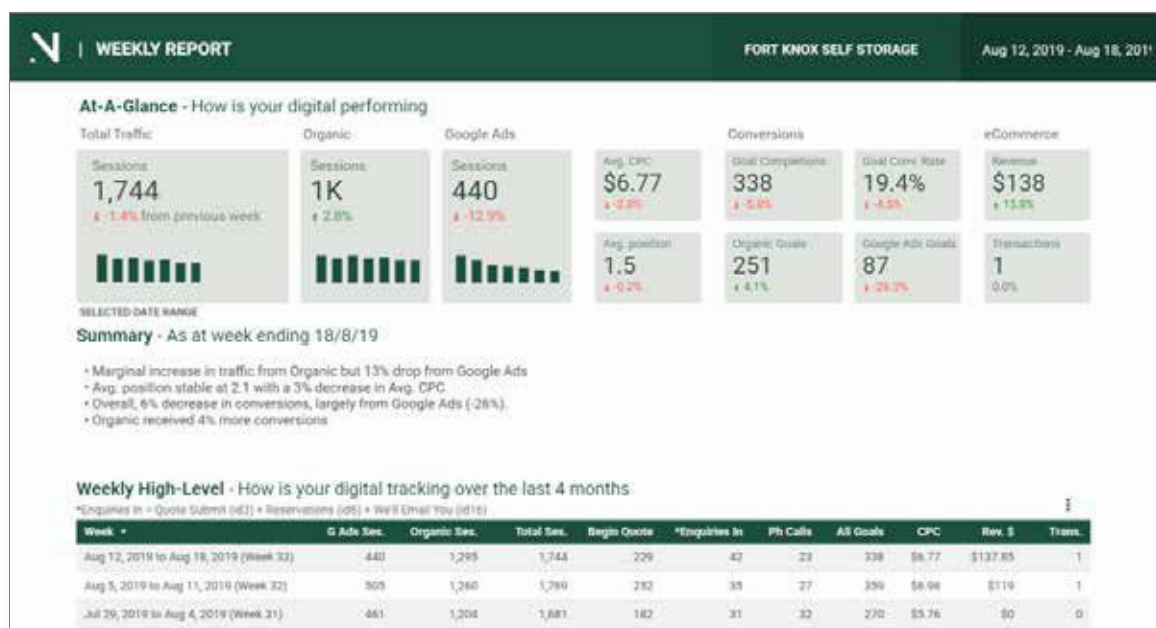 N | WEEKLY REPORT FORT KNOX SELF STORAGE Aug 12, 2019 - Aug 18, 201
At-A-Glance - How is your digital performing
Total Traffic Organic Google Ads Conversions eCommerce
Sessions Sessions Sessions Avg. CPC Goal Completions Goal Conv. Rate Revenue
1,744 1K 440 $6.77 338 19.4% $138
-1.4% from previous week 2.8% -12.9% -5.8% -4.5% 15.8%
Avg. position Organic Goals Google Ads Goals Transactions
1.5 251 87 1
-0.2% 4.1% 0.0%
SELECTED DATE RANGE
Summary - As at week ending 18/8/19
• Marginal increase in traffic from Organic but 13% drop from Google Ads
• Avg. position stable at 2.1 with a 3% decrease in Avg. CPC
• Overall, 6% decrease in conversions, largely from Google Ads (-26%).
• Organic received 4% more conversions
Weekly High-Level - How is your digital tracking over the last 4 months
*Enquiries In = Quote Submit (id3) + Reservations (id6) + We'll Email You (id16)
Week G Ads Ses. Organic Ses. Total Ses. Begin Quote *Enquiries In Ph Calls All Goals CPC Rev. $ Trans.
Aug 12, 2019 to Aug 18, 2019 (Week 33) 440 1,295 1,744 229 42 23 338 $6.77 $137.85 1
Aug 5, 2019 to Aug 11, 2019 (Week 32) 505 1,260 1,769 252 35 27 359 $6.96 $119 1
Jul 29, 2019 to Aug 4, 2019 (Week 31) 461 1,204 1,681 182 31 32 270 $5.76 $0 0